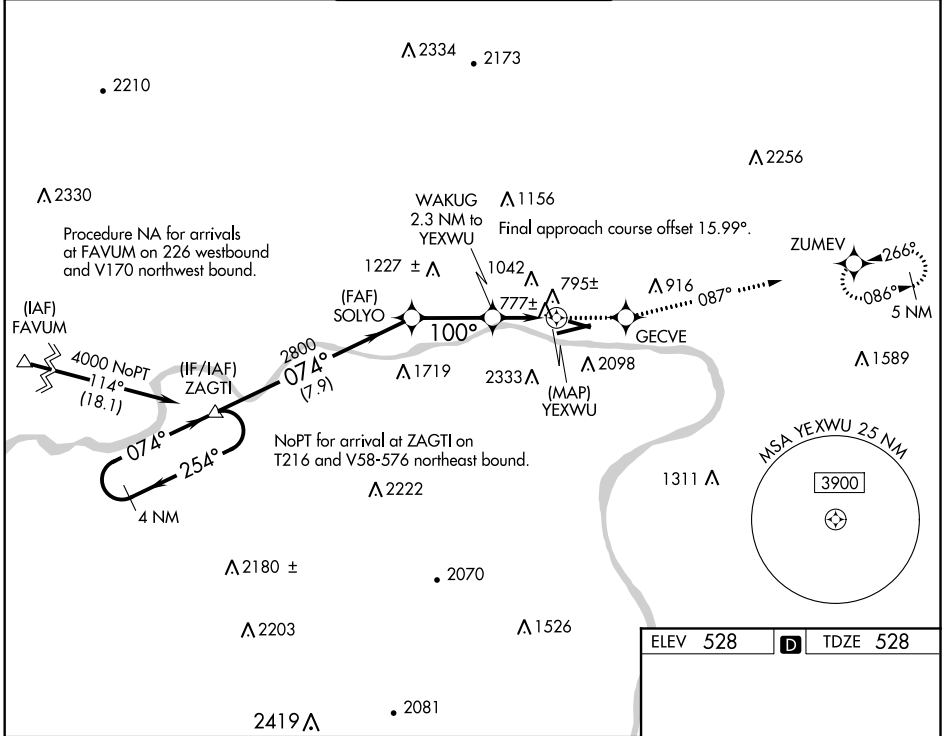 2334
2173
2210
2256
2330
WAKUG
2.3 NM to
YEXWU
1156
Procedure NA for arrivals
at FAVUM on 226 westbound
and V170 northwest bound.
Final approach course offset 15.99°.
ZUMEV
266°
086°
5 NM
1227 ±
1042
795±
777±
916
087°
(FAF)
SOLYO
100°
GECVE
(IAF)
FAVUM
4000 NoPT
114°
(18.1)
(IF/IAF)
ZAGTI
2800
074°
(7.9)
1719
2333
2098
1589
(MAP)
YEXWU
074°
254°
4 NM
NoPT for arrival at ZAGTI on
T216 and V58-576 northeast bound.
2222
1311
MSA YEXWU 25 NM
3900
2180 ±
2070
2203
1526
2419
2081
ELEV 528 D TDZE 528